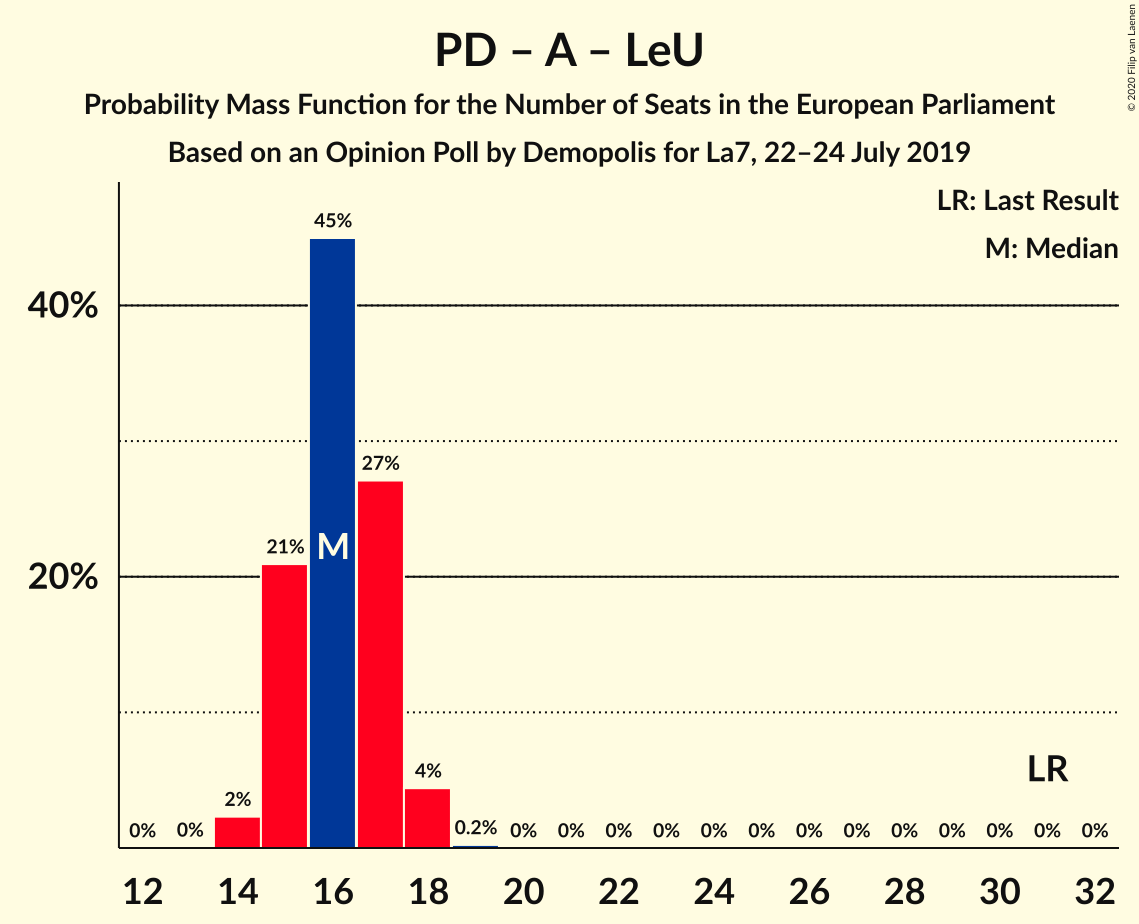 PD – A – LeU
Probability Mass Function for the Number of Seats in the European Parliament
Based on an Opinion Poll by Demopolis for La7, 22–24 July 2019
© 2020 Filip van Laenen
LR: Last Result
M: Median
40%
20%
0% 0% 2% 21% 45% 27% 4% 0.2% 0% 0% 0% 0% 0% 0% 0% 0% 0% 0% 0% 0% 0%
M
LR
12 14 16 18 20 22 24 26 28 30 32